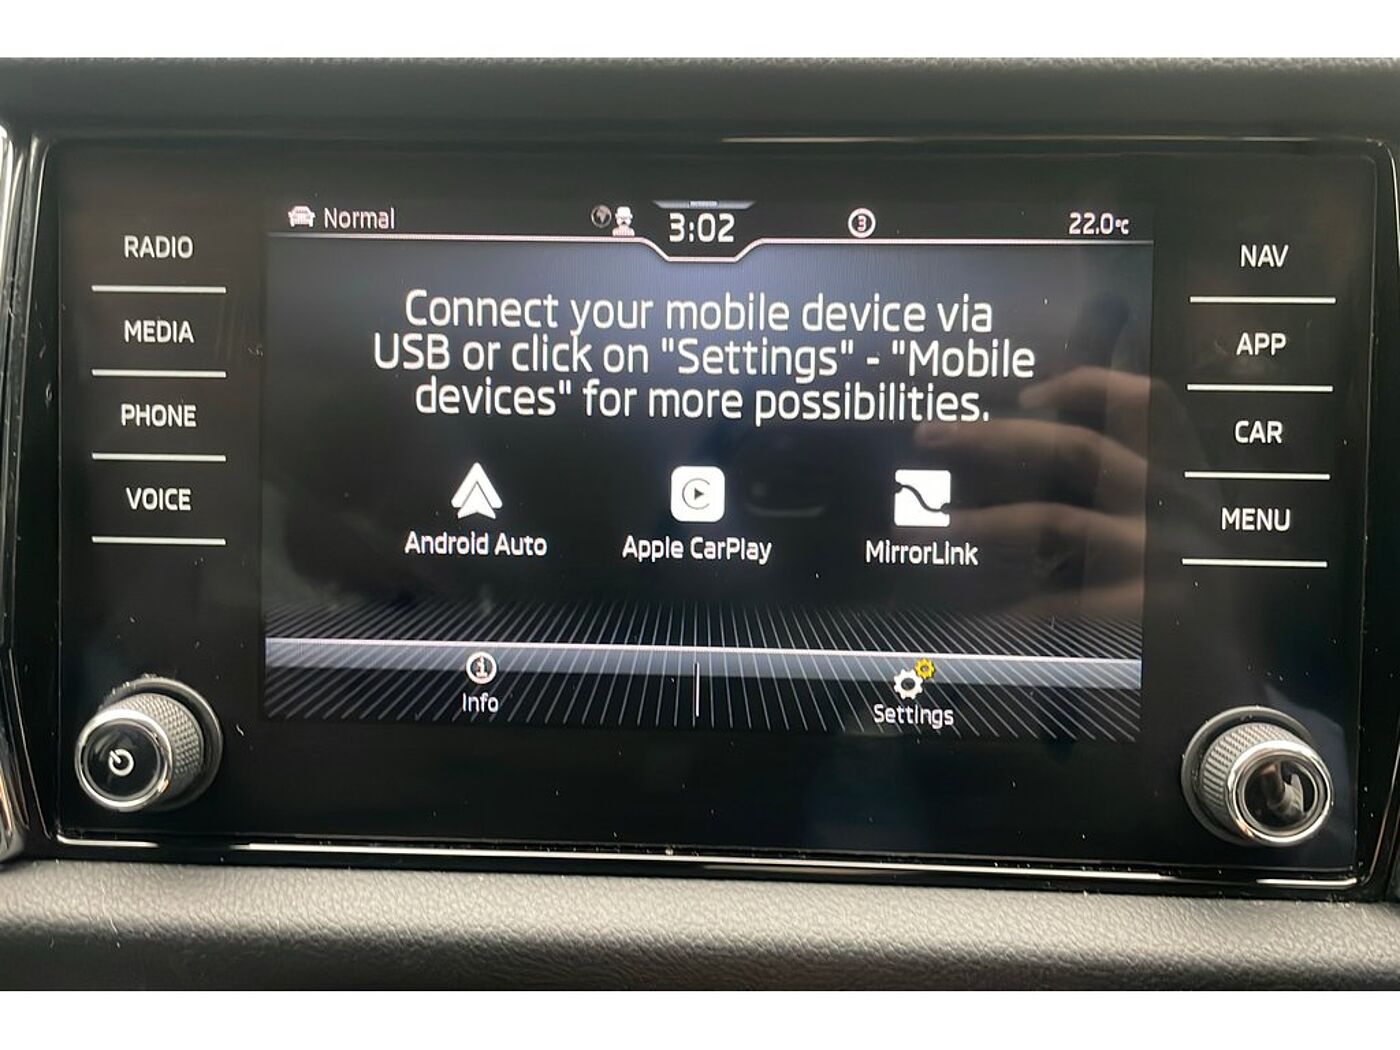 Normal 3:02 3 22.0°C
RADIO
MEDIA
PHONE
VOICE
Connect your mobile device via
USB or click on "Settings" - "Mobile
devices" for more possibilities.
Android Auto Apple CarPlay MirrorLink
Info Settings
NAV
APP
CAR
MENU